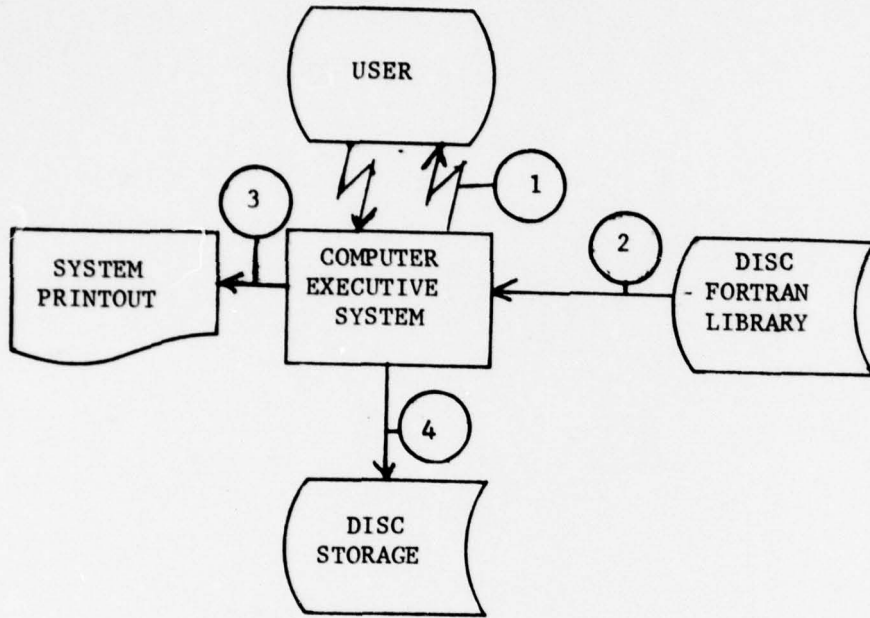 USER
1
3
2
SYSTEM
PRINTOUT
COMPUTER
EXECUTIVE
SYSTEM
DISC
FORTRAN
LIBRARY
4
DISC
STORAGE